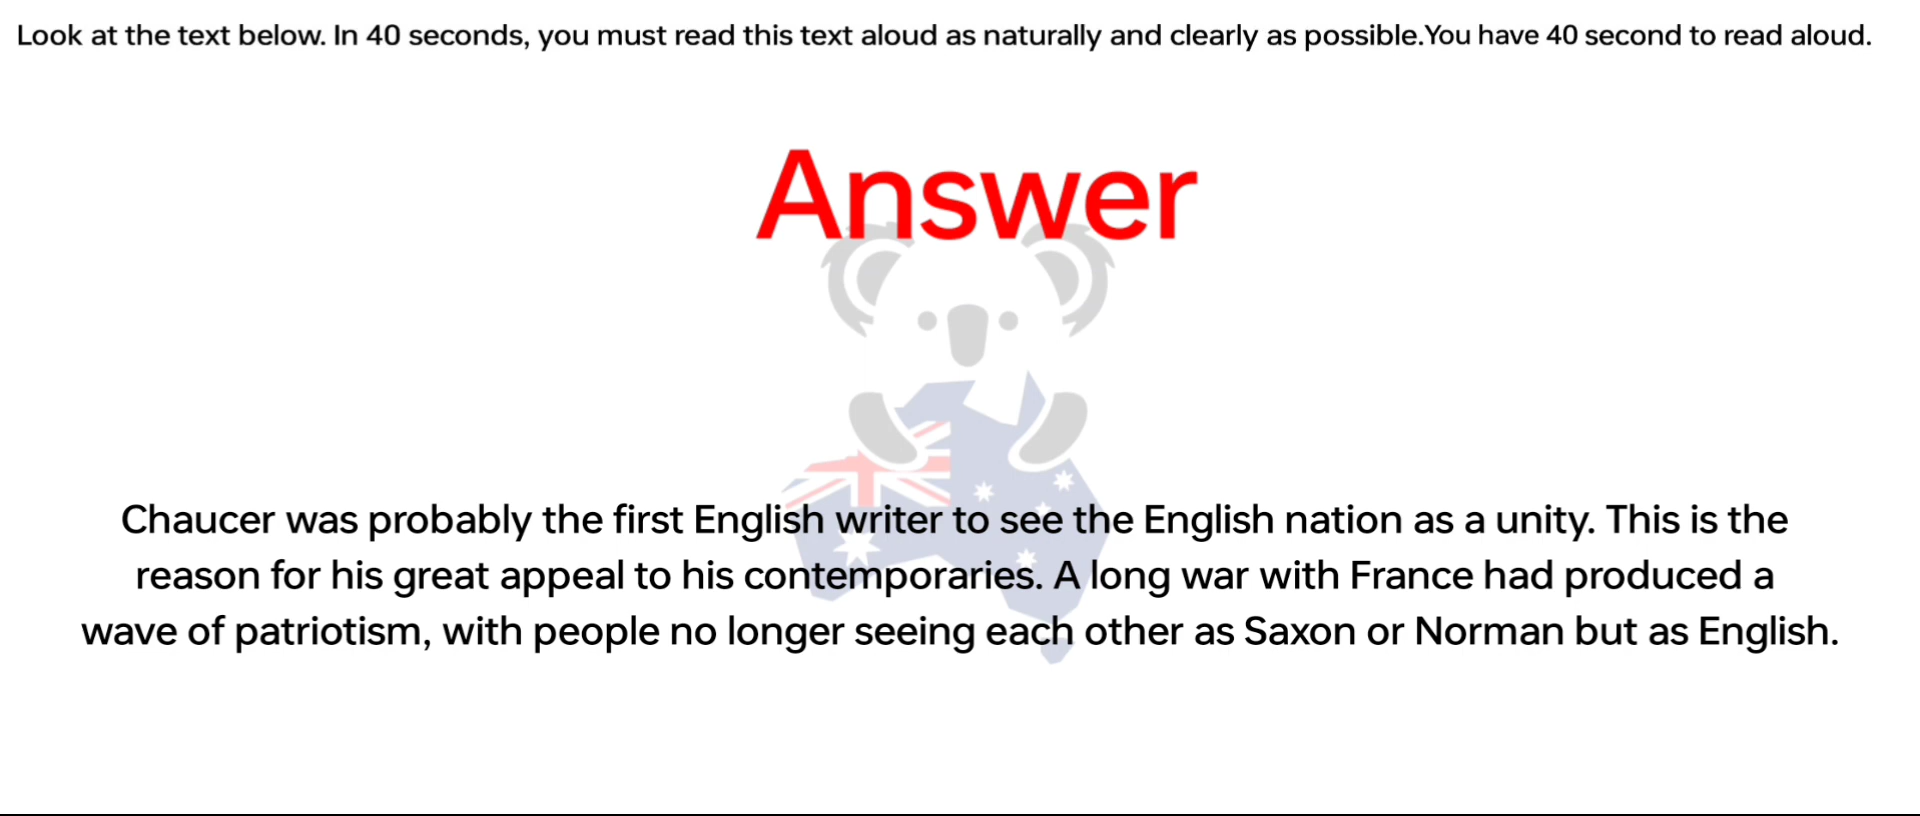 Look at the text below. In 40 seconds, you must read this text aloud as naturally and clearly as possible.You have 40 second to read aloud.
Answer
Chaucer was probably the first English writer to see the English nation as a unity. This is the
reason for his great appeal to his contemporaries. A long war with France had produced a
wave of patriotism, with people no longer seeing each other as Saxon or Norman but as English.